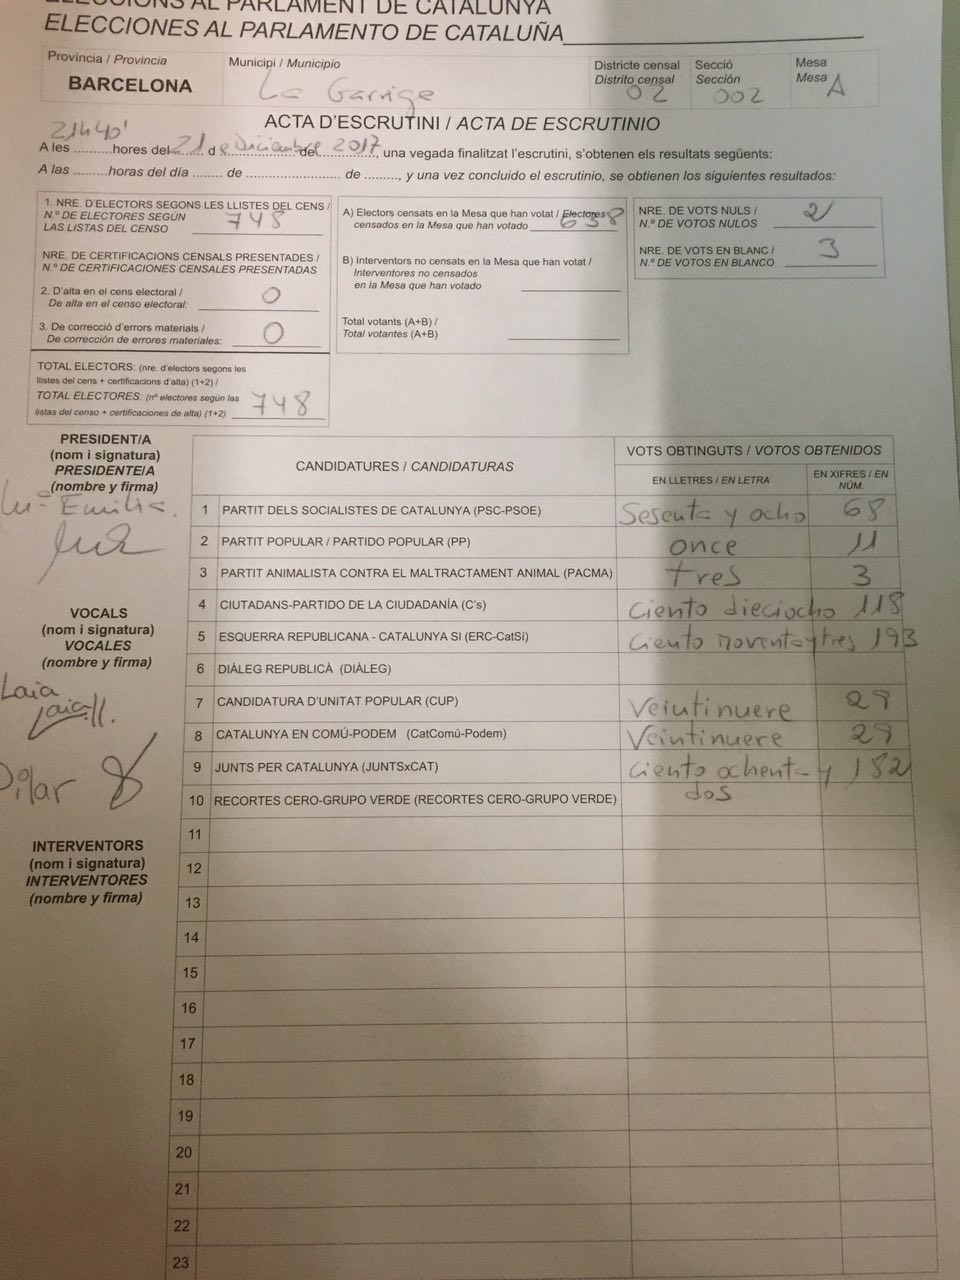 ELECCIONS AL PARLAMENT DE CATALUNYA
ELECCIONES AL PARLAMENTO DE CATALUÑA
Província / Provincia
BARCELONA
Municipi / Municipio
La Garriga
Districte censal
Distrito censal
02
Secció
Sección
002
Mesa
Mesa A
ACTA D'ESCRUTINI / ACTA DE ESCRUTINIO
21h40'
A les .........hores del 21 d e Diciembre del 2017, una vegada finalitzat l'escrutini, s'obtenen els resultats següents:
A las .........horas del día ........ de ...................... de ........, y una vez concluido el escrutinio, se obtienen los siguientes resultados:
1. NRE. D'ELECTORS SEGONS LES LLISTES DEL CENS /
N.º DE ELECTORES SEGÚN
LAS LISTAS DEL CENSO
748
NRE. DE CERTIFICACIONS CENSALS PRESENTADES /
N.º DE CERTIFICACIONES CENSALES PRESENTADAS
2. D'alta en el cens electoral /
De alta en el censo electoral: 0
3. De correcció d'errors materials /
De corrección de errores materiales: 0
TOTAL ELECTORS: (nre. d'electors segons les
llistes del cens + certificacions d'alta) (1+2) /
TOTAL ELECTORES: (nº electores según las
listas del censo + certificaciones de alta) (1+2)
748
A) Electors censats en la Mesa que han votat / Electores
censados en la Mesa que han votado 638
B) Interventors no censats en la Mesa que han votat /
Interventores no censados
en la Mesa que han votado
Total votants (A+B) /
Total votantes (A+B)
NRE. DE VOTS NULS /
N.º DE VOTOS NULOS 2
NRE. DE VOTS EN BLANC /
N.º DE VOTOS EN BLANCO 3
PRESIDENT/A
(nom i signatura)
PRESIDENTE/A
(nombre y firma)
Mª Emilia.
VOCALS
(nom i signatura)
VOCALES
(nombre y firma)
Laia
Pilar
INTERVENTORS
(nom i signatura)
INTERVENTORES
(nombre y firma)
CANDIDATURES / CANDIDATURAS
VOTS OBTINGUTS / VOTOS OBTENIDOS
EN LLETRES / EN LETRA
EN XIFRES / EN
NÚM.
1 PARTIT DELS SOCIALISTES DE CATALUNYA (PSC-PSOE) Sesenta y ocho 68
2 PARTIT POPULAR / PARTIDO POPULAR (PP) once 11
3 PARTIT ANIMALISTA CONTRA EL MALTRACTAMENT ANIMAL (PACMA) tres 3
4 CIUTADANS-PARTIDO DE LA CIUDADANÍA (C's) Ciento dieciocho 118
5 ESQUERRA REPUBLICANA - CATALUNYA SI (ERC-CatSí) Ciento noventa y tres 193
6 DIÀLEG REPUBLICÀ (DIÀLEG)
7 CANDIDATURA D'UNITAT POPULAR (CUP) Veintinueve 29
8 CATALUNYA EN COMÚ-PODEM (CatComú-Podem) Veintinueve 29
9 JUNTS PER CATALUNYA (JUNTSxCAT) Ciento ochenta y 182
dos
10 RECORTES CERO-GRUPO VERDE (RECORTES CERO-GRUPO VERDE)
11
12
13
14
15
16
17
18
19
20
21
22
23